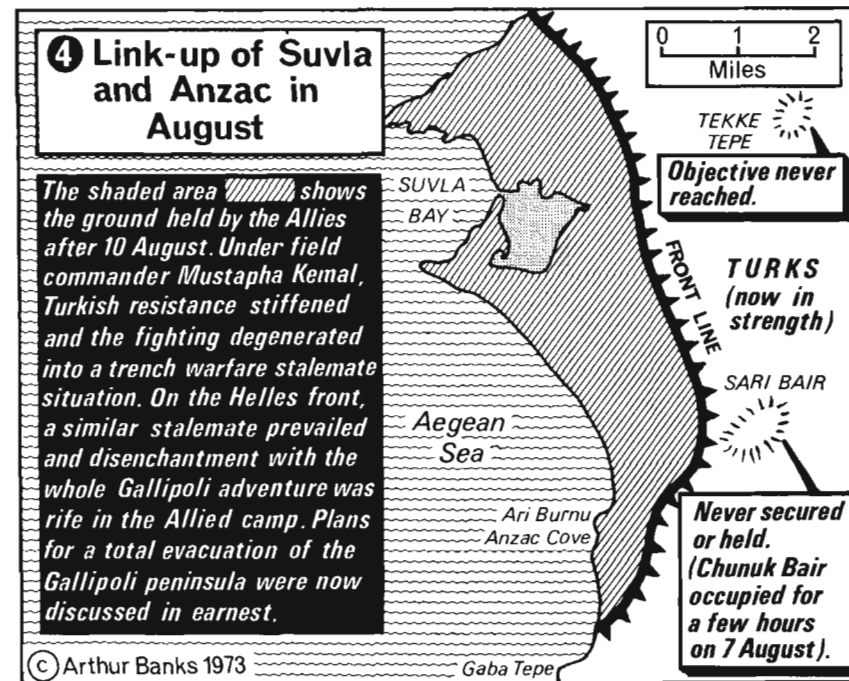 ❹ Link-up of Suvla
and Anzac in
August
The shaded area shows
the ground held by the Allies
after 10 August. Under field
commander Mustapha Kemal,
Turkish resistance stiffened
and the fighting degenerated
into a trench warfare stalemate
situation. On the Helles front,
a similar stalemate prevailed
and disenchantment with the
whole Gallipoli adventure was
rife in the Allied camp. Plans
for a total evacuation of the
Gallipoli peninsula were now
discussed in earnest.
© Arthur Banks 1973
SUVLA
BAY
Aegean
Sea
Ari Burnu
Anzac Cove
Gaba Tepe
FRONT LINE
0 1 2
Miles
TEKKE
TEPE
Objective never
reached.
TURKS
(now in
strength)
SARI BAIR
Never secured
or held.
(Chunuk Bair
occupied for
a few hours
on 7 August).